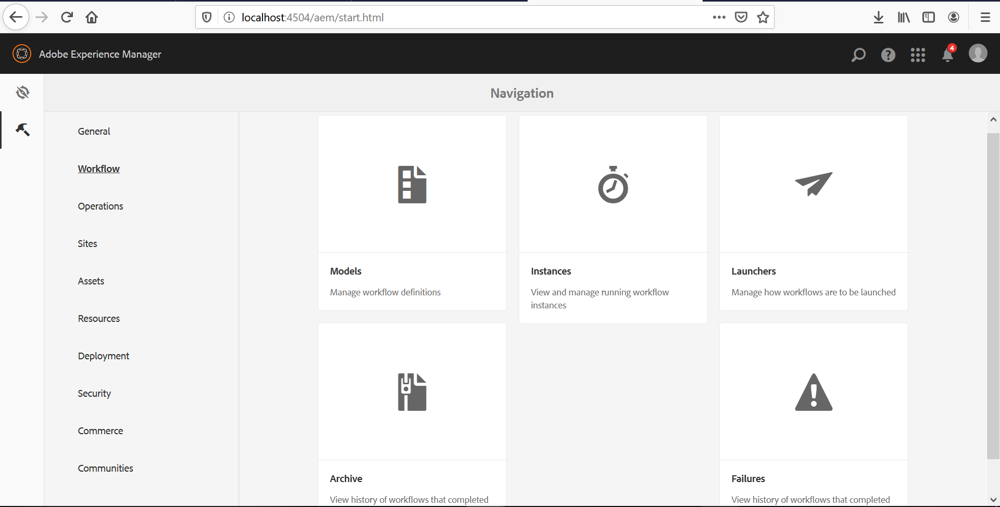 localhost:4504/aem/start.html
Adobe Experience Manager
4
Navigation
General
Workflow
Operations
Sites
Assets
Resources
Deployment
Security
Commerce
Communities
Models
Manage workflow definitions
Instances
View and manage running workflow
instances
Launchers
Manage how workflows are to be launched
Archive
View history of workflows that completed
Failures
View history of workflows that completed